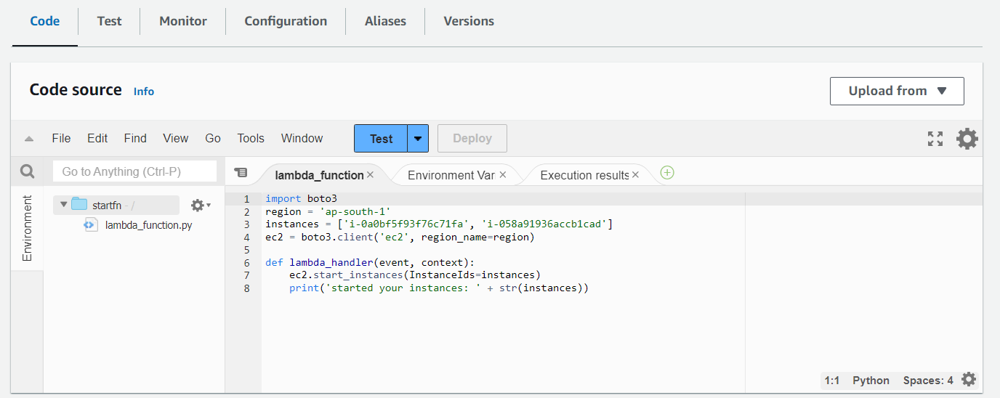 Code Test Monitor Configuration Aliases Versions
Code source Info Upload from
File Edit Find View Go Tools Window Test Deploy
Go to Anything (Ctrl-P) lambda_function Environment Var Execution results
Environment
startfn - /
lambda_function.py
1 import boto3
2 region = 'ap-south-1'
3 instances = ['i-0a0bf5f93f76c71fa', 'i-058a91936accb1cad']
4 ec2 = boto3.client('ec2', region_name=region)
5
6 def lambda_handler(event, context):
7     ec2.start_instances(InstanceIds=instances)
8     print('started your instances: ' + str(instances))
1:1 Python Spaces: 4